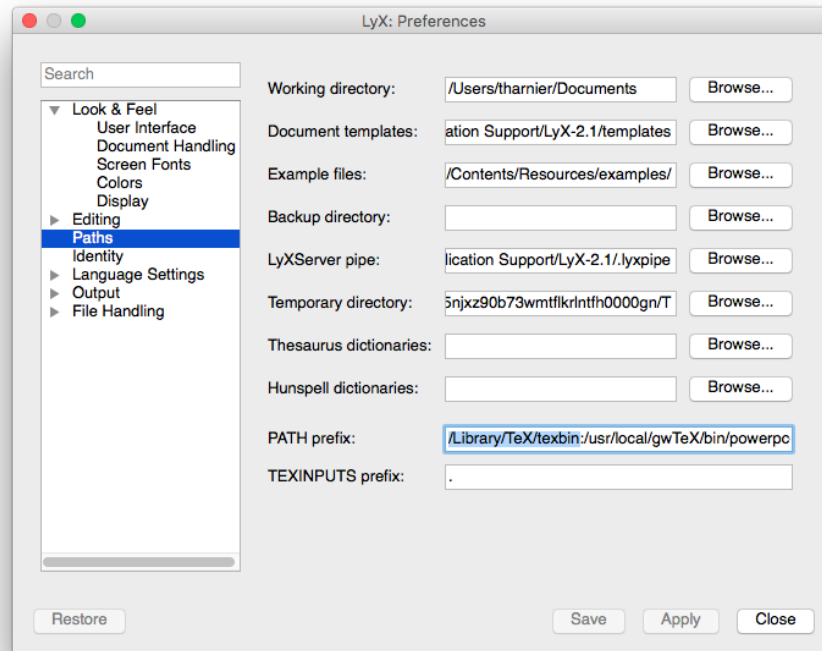 LyX: Preferences
Search
Look & Feel
User Interface
Document Handling
Screen Fonts
Colors
Display
Editing
Paths
Identity
Language Settings
Output
File Handling
Working directory: /Users/tharnier/Documents Browse...
Document templates: ation Support/LyX-2.1/templates Browse...
Example files: /Contents/Resources/examples/ Browse...
Backup directory: Browse...
LyXServer pipe: lication Support/LyX-2.1/.lyxpipe Browse...
Temporary directory: 5njxz90b73wmtflkrlntfh0000gn/T Browse...
Thesaurus dictionaries: Browse...
Hunspell dictionaries: Browse...
PATH prefix: /Library/TeX/texbin:/usr/local/gwTeX/bin/powerpc
TEXINPUTS prefix: .
Restore Save Apply Close